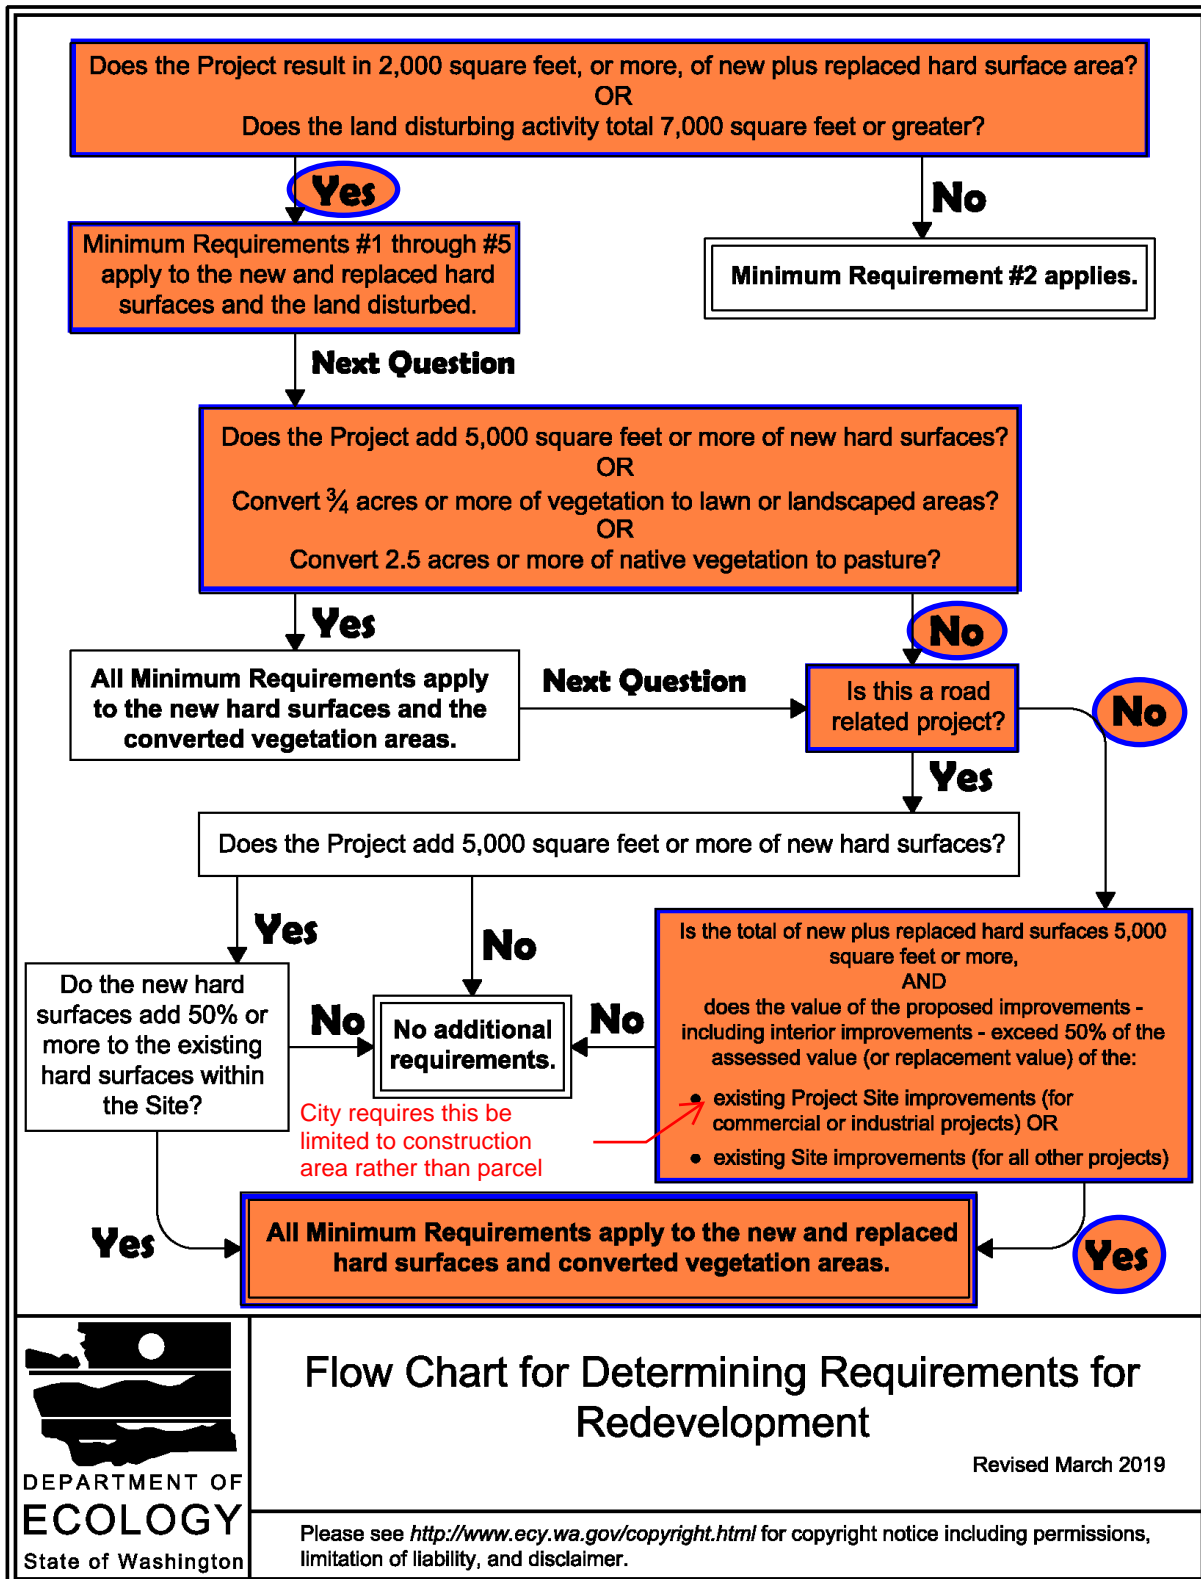 Does the Project result in 2,000 square feet, or more, of new plus replaced hard surface area?
OR
Does the land disturbing activity total 7,000 square feet or greater?
Yes
No
Minimum Requirements #1 through #5
apply to the new and replaced hard
surfaces and the land disturbed.
Minimum Requirement #2 applies.
Next Question
Does the Project add 5,000 square feet or more of new hard surfaces?
OR
Convert ¾ acres or more of vegetation to lawn or landscaped areas?
OR
Convert 2.5 acres or more of native vegetation to pasture?
Yes
No
All Minimum Requirements apply
to the new hard surfaces and the
converted vegetation areas.
Next Question
Is this a road
related project?
No
Yes
Does the Project add 5,000 square feet or more of new hard surfaces?
Yes
No
Do the new hard
surfaces add 50% or
more to the existing
hard surfaces within
the Site?
No
No additional
requirements.
No
Is the total of new plus replaced hard surfaces 5,000
square feet or more,
AND
does the value of the proposed improvements -
including interior improvements - exceed 50% of the
assessed value (or replacement value) of the:
• existing Project Site improvements (for
commercial or industrial projects) OR
• existing Site improvements (for all other projects)
City requires this be
limited to construction
area rather than parcel
Yes
All Minimum Requirements apply to the new and replaced
hard surfaces and converted vegetation areas.
Yes
DEPARTMENT OF
ECOLOGY
State of Washington
Flow Chart for Determining Requirements for
Redevelopment
Revised March 2019
Please see http://www.ecy.wa.gov/copyright.html for copyright notice including permissions,
limitation of liability, and disclaimer.